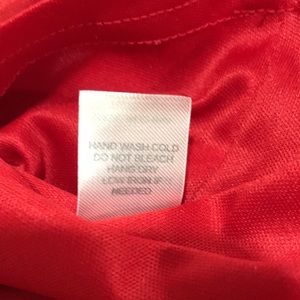 HAND WASH COLD
DO NOT BLEACH
HANG DRY
LOW IRON IF
NEEDED